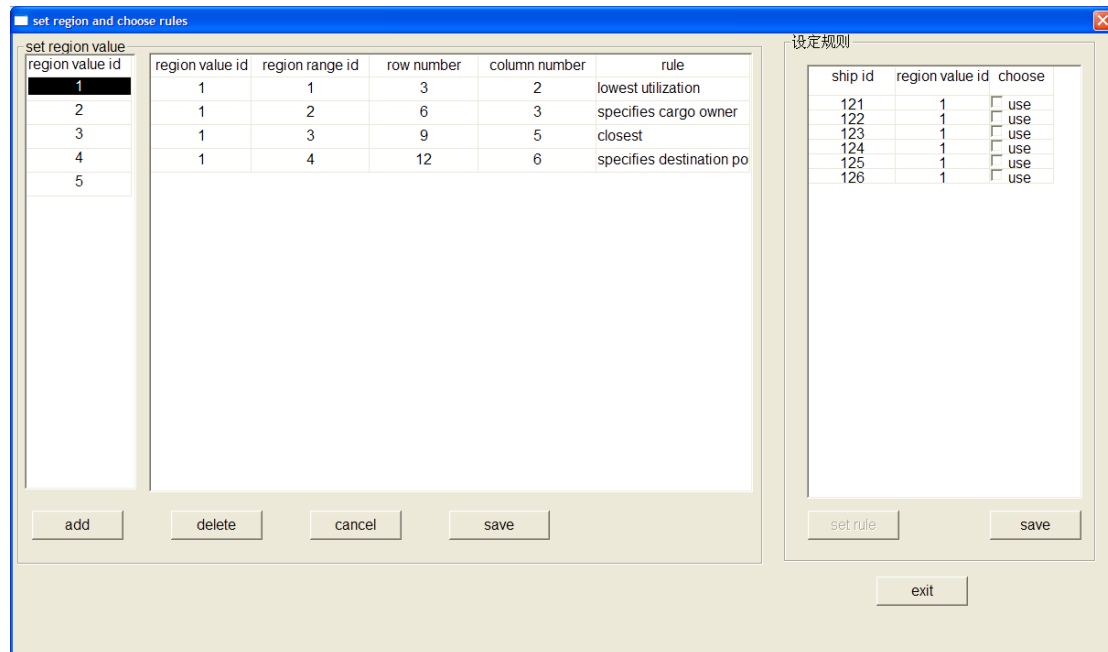 set region and choose rules
set region value
region value id
1
2
3
4
5
region value id region range id row number column number rule
1 1 3 2 lowest utilization
1 2 6 3 specifies cargo owner
1 3 9 5 closest
1 4 12 6 specifies destination po
add delete cancel save
设定规则
ship id region value id choose
121 1 use
122 1 use
123 1 use
124 1 use
125 1 use
126 1 use
set rule save
exit